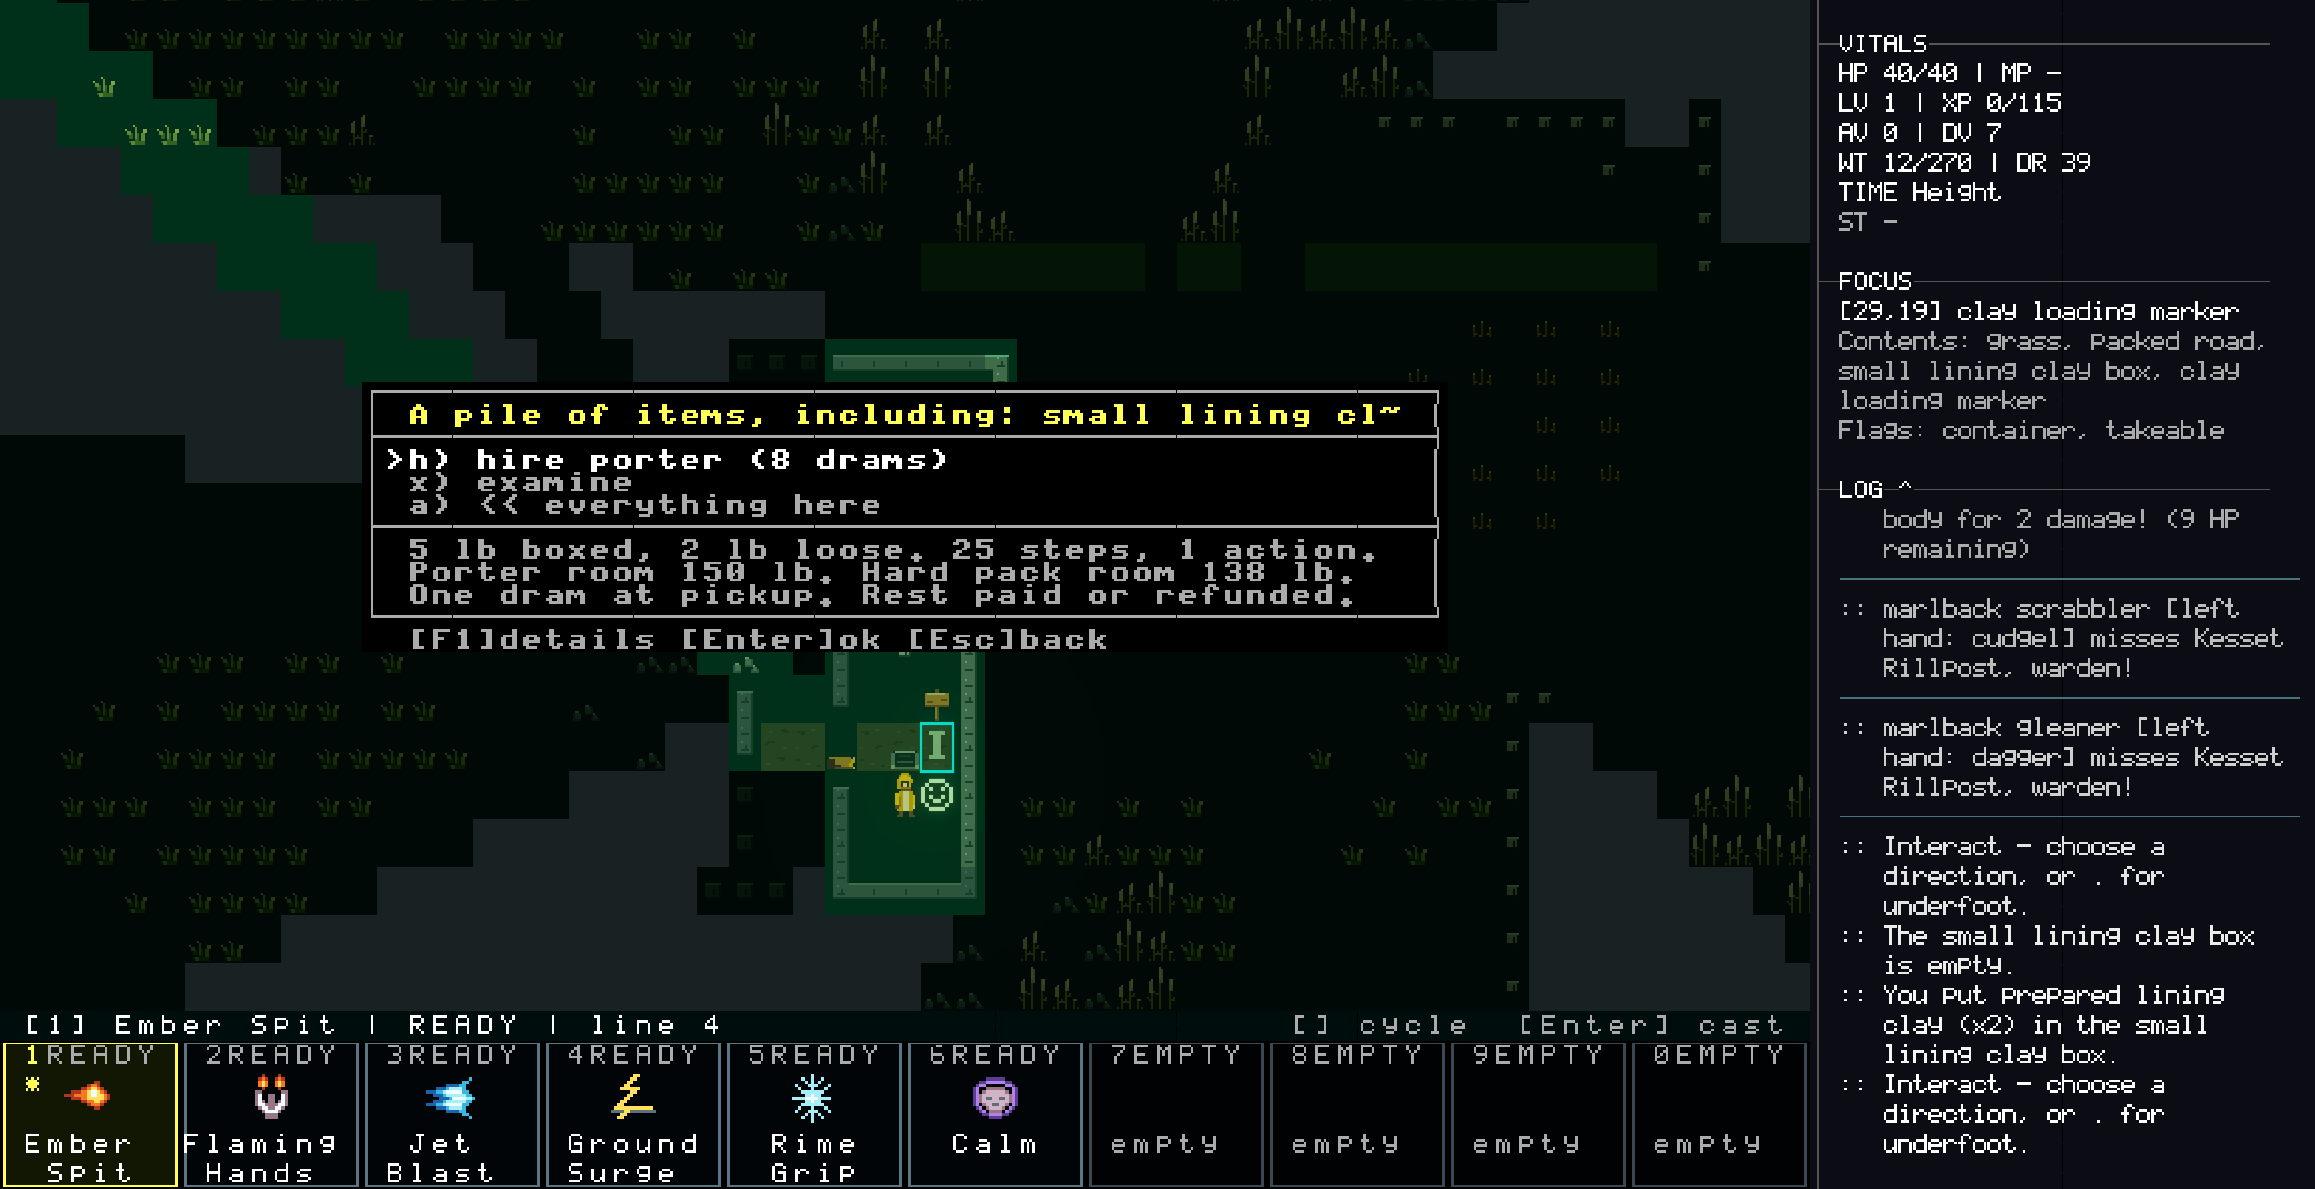 VITALS
HP 40/40 | MP -
LV 1 | XP 0/115
AV 0 | DV 7
WT 12/270 | DR 39
TIME Height
ST -
FOCUS
[29,19] clay loading marker
Contents: grass, packed road,
small lining clay box, clay
loading marker
Flags: container, takeable
LOG ^
body for 2 damage! (9 HP
remaining)
:: marlback scrabbler [left
hand: cudgel] misses Kesset
RillPost, warden!
:: marlback gleaner [left
hand: dagger] misses Kesset
RillPost, warden!
:: Interact - choose a
direction, or . for
underfoot.
:: The small lining clay box
is empty.
:: You put prepared lining
clay (x2) in the small
lining clay box.
:: Interact - choose a
direction, or . for
underfoot.
A pile of items, including: small lining cl~
>h) hire porter (8 drams)
x) examine
a) << everything here
5 lb boxed, 2 lb loose. 25 steps, 1 action.
Porter room 150 lb. Hard pack room 138 lb.
One dram at pickup. Rest paid or refunded.
[F1]details [Enter]ok [Esc]back
[1] Ember Spit | READY | line 4
[] cycle [Enter] cast
1READY 2READY 3READY 4READY 5READY 6READY 7EMPTY 8EMPTY 9EMPTY 0EMPTY
Ember Flaming Jet Ground Rime Calm empty empty empty empty
Spit Hands Blast Surge Grip